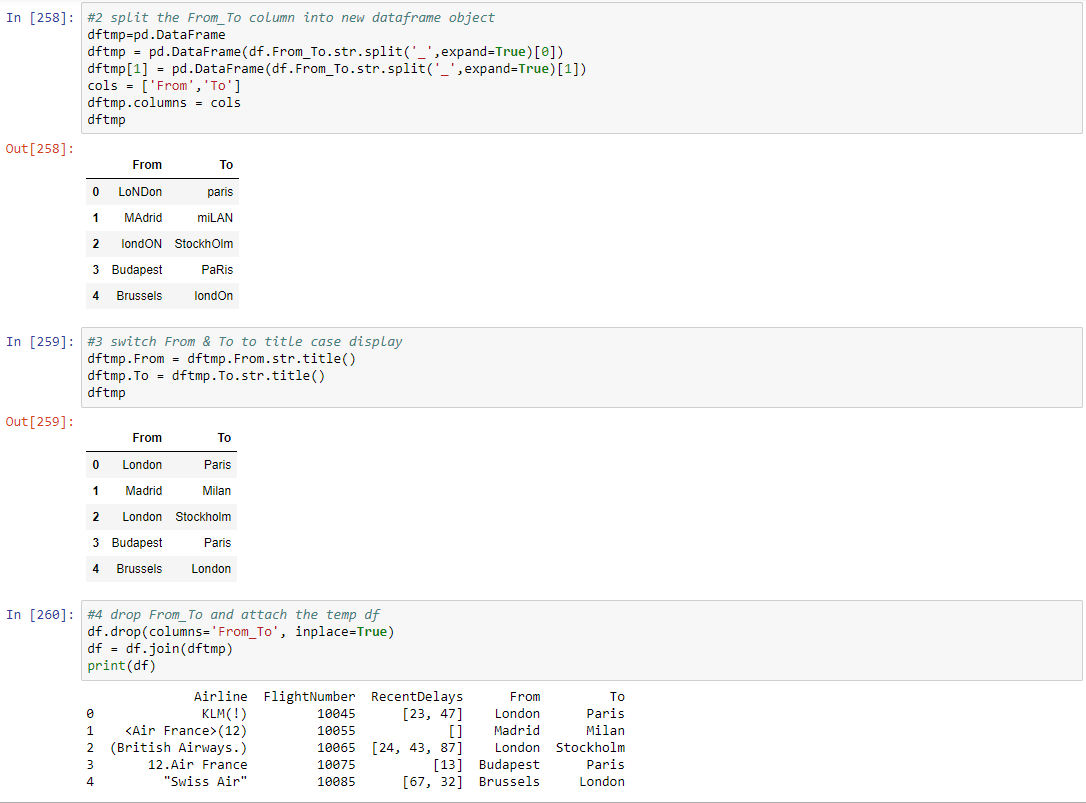 In [258]: #2 split the From_To column into new dataframe object
dftmp=pd.DataFrame
dftmp = pd.DataFrame(df.From_To.str.split('_',expand=True)[0])
dftmp[1] = pd.DataFrame(df.From_To.str.split('_',expand=True)[1])
cols = ['From','To']
dftmp.columns = cols
dftmp
Out[258]:
From To
0 LoNDon paris
1 MAdrid miLAN
2 londON StockhOlm
3 Budapest PaRis
4 Brussels londOn
In [259]: #3 switch From & To to title case display
dftmp.From = dftmp.From.str.title()
dftmp.To = dftmp.To.str.title()
dftmp
Out[259]:
From To
0 London Paris
1 Madrid Milan
2 London Stockholm
3 Budapest Paris
4 Brussels London
In [260]: #4 drop From_To and attach the temp df
df.drop(columns='From_To', inplace=True)
df = df.join(dftmp)
print(df)
Airline FlightNumber RecentDelays From To
0 KLM(!) 10045 [23, 47] London Paris
1 <Air France>(12) 10055 [] Madrid Milan
2 (British Airways.) 10065 [24, 43, 87] London Stockholm
3 12.Air France 10075 [13] Budapest Paris
4 "Swiss Air" 10085 [67, 32] Brussels London